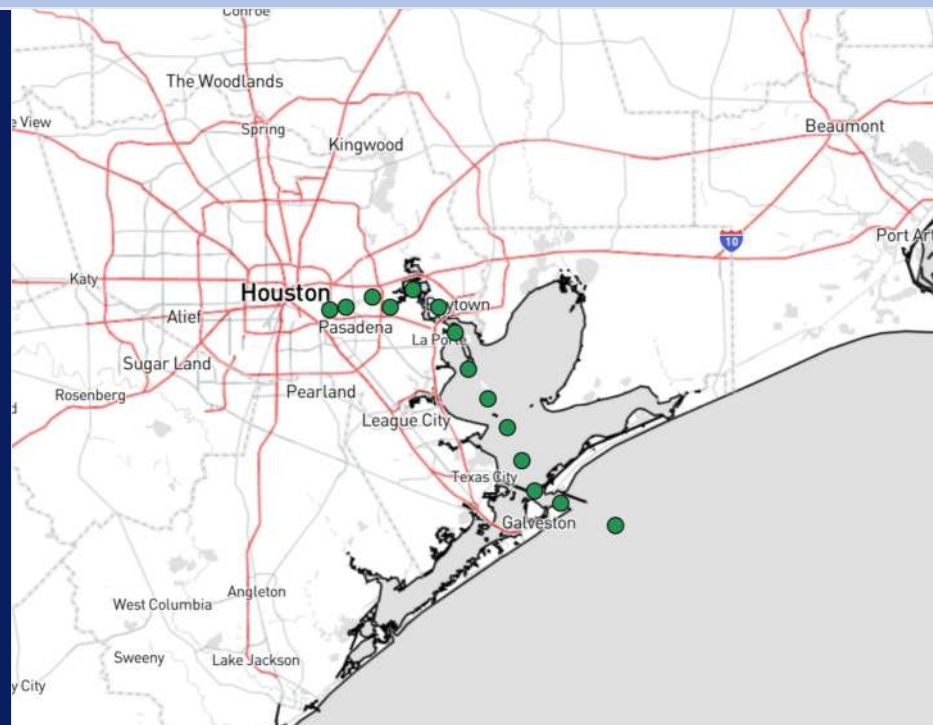 Conroe
The Woodlands
e View
Spring
Kingwood
Beaumont
10
Port Art
Katy
Houston
Baytown
Alief
Pasadena
La Porte
Sugar Land
Pearland
Rosenberg
League City
Texas City
Galveston
Angleton
West Columbia
Sweeny
Lake Jackson
y City